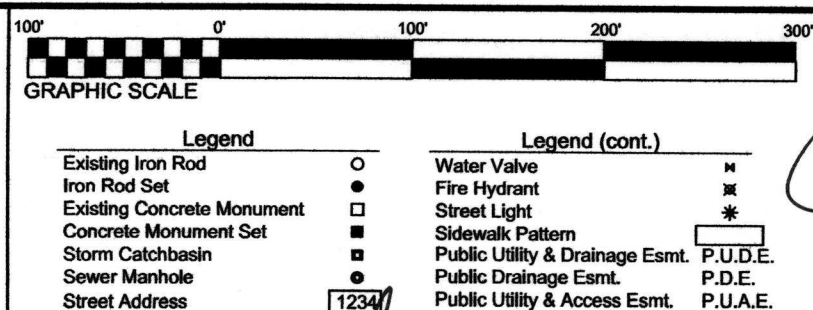 100' 0' 100' 200' 300'
GRAPHIC SCALE
Legend
Existing Iron Rod
Iron Rod Set
Existing Concrete Monument
Concrete Monument Set
Storm Catchbasin
Sewer Manhole
Street Address 1234
Legend (cont.)
Water Valve
Fire Hydrant
Street Light
Sidewalk Pattern
Public Utility & Drainage Esmt. P.U.D.E.
Public Drainage Esmt. P.D.E.
Public Utility & Access Esmt. P.U.A.E.